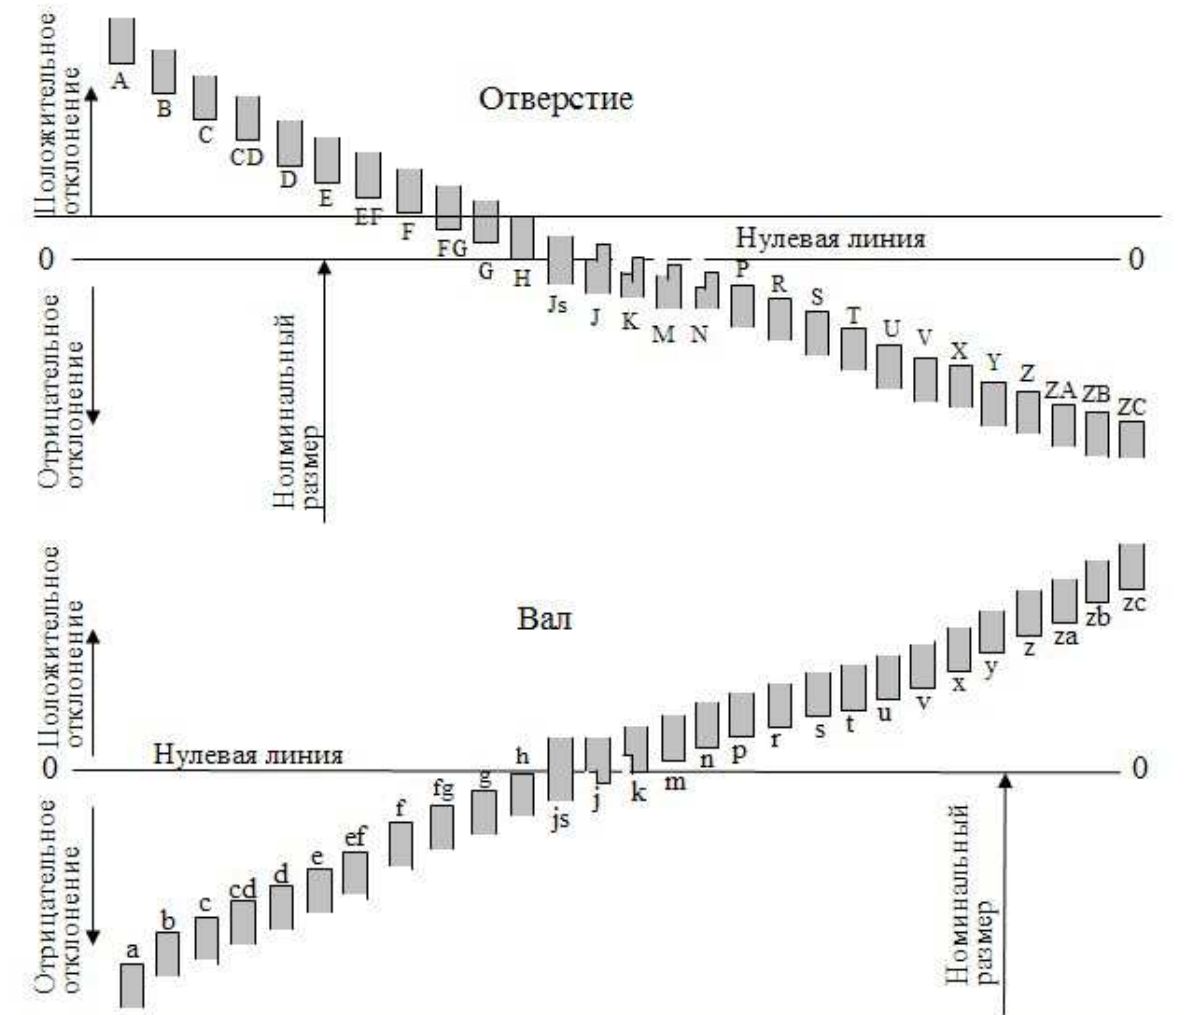 Положительное
отклонение
A
B
C
CD
D
E
EF
F
FG
G
H
Js
J
K
M
N
P
R
S
T
U
V
X
Y
Z
ZA
ZB
ZC
Отверстие
Нулевая линия
0
0
Отрицательное
отклонение
Нолминальный
размер
Положительное
отклонение
Вал
Нулевая линия
0
0
a
b
c
cd
d
e
ef
f
fg
g
h
js
j
k
m
n
p
r
s
t
u
v
x
y
z
za
zb
zc
Отрицательное
отклонение
Номинальный
размер